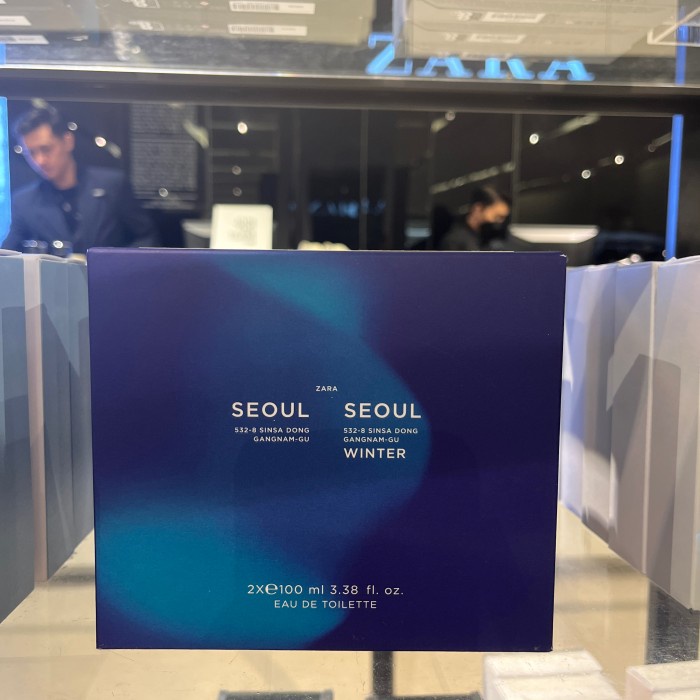 ZARA
ZARA
SEOUL SEOUL
532-8 SINSA DONG 532-8 SINSA DONG
GANGNAM-GU GANGNAM-GU
WINTER
2X℮100 ml 3.38 fl. oz.
EAU DE TOILETTE